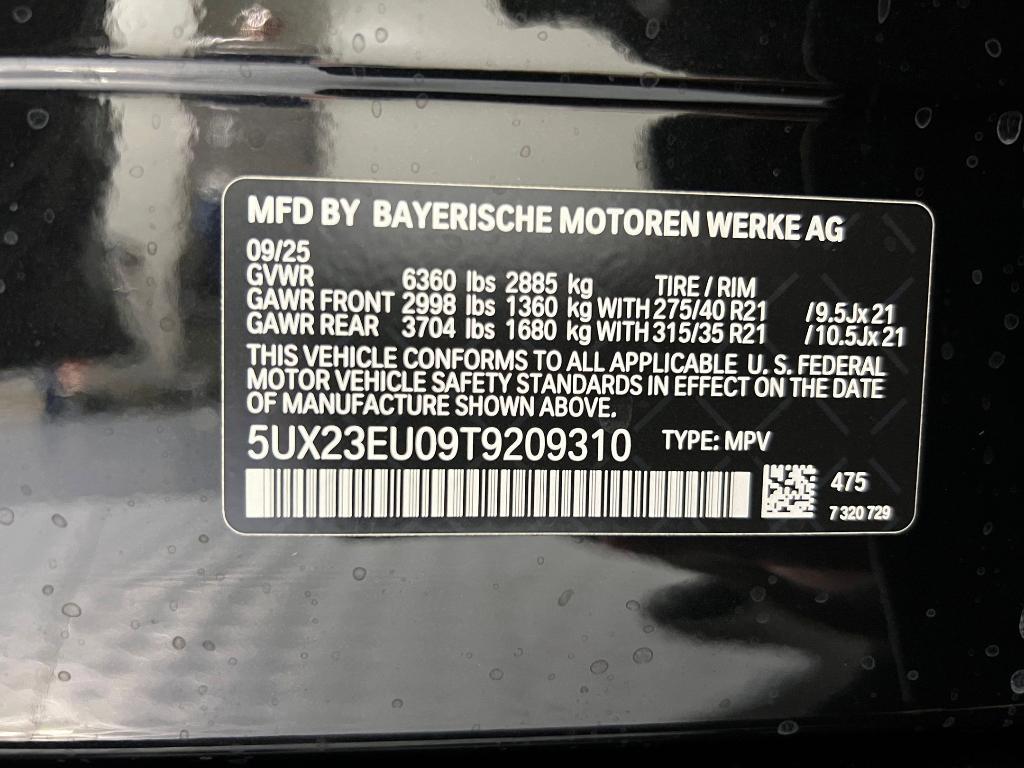 MFD BY BAYERISCHE MOTOREN WERKE AG
09/25
GVWR 6360 lbs 2885 kg TIRE / RIM
GAWR FRONT 2998 lbs 1360 kg WITH 275/40 R21 /9.5Jx21
GAWR REAR 3704 lbs 1680 kg WITH 315/35 R21 /10.5Jx21
THIS VEHICLE CONFORMS TO ALL APPLICABLE U. S. FEDERAL
MOTOR VEHICLE SAFETY STANDARDS IN EFFECT ON THE DATE
OF MANUFACTURE SHOWN ABOVE.
5UX23EU09T9209310 TYPE: MPV
475
7 320 729